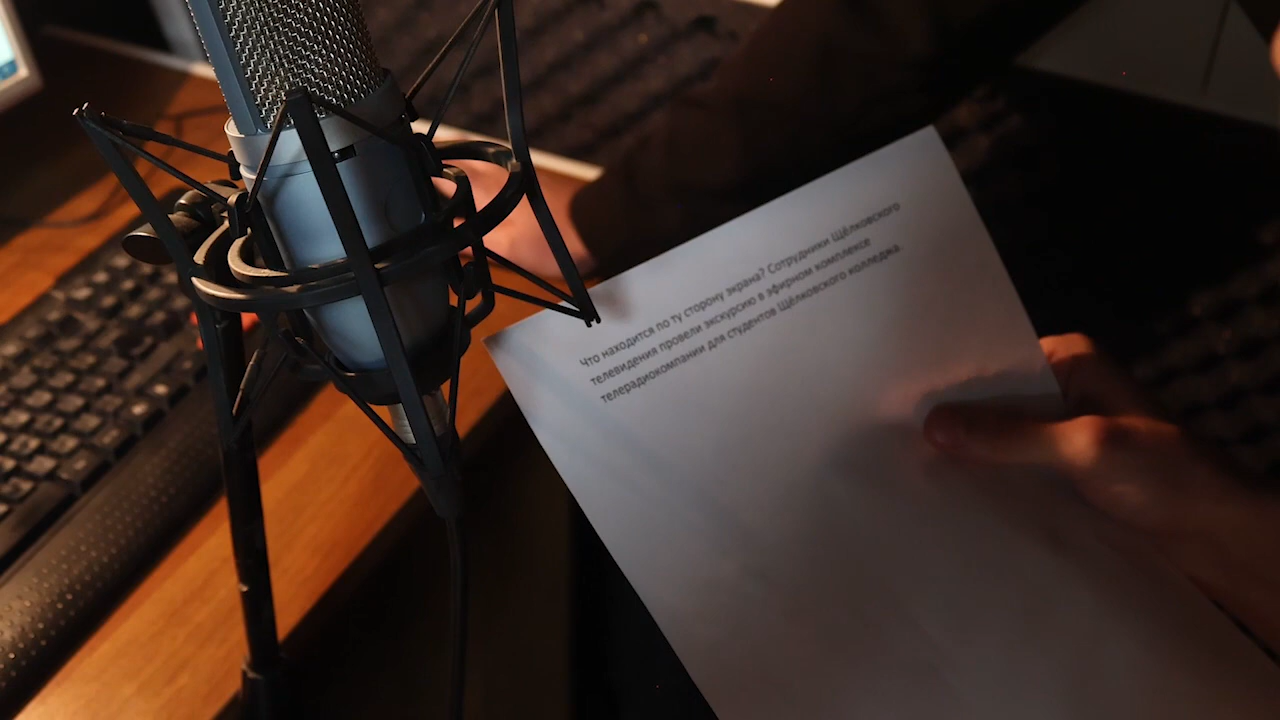 Что находится по ту сторону экрана? Сотрудники Щёлковского
телевидения провели экскурсию в эфирном комплексе
телерадиокомпании для студентов Щёлковского колледжа.